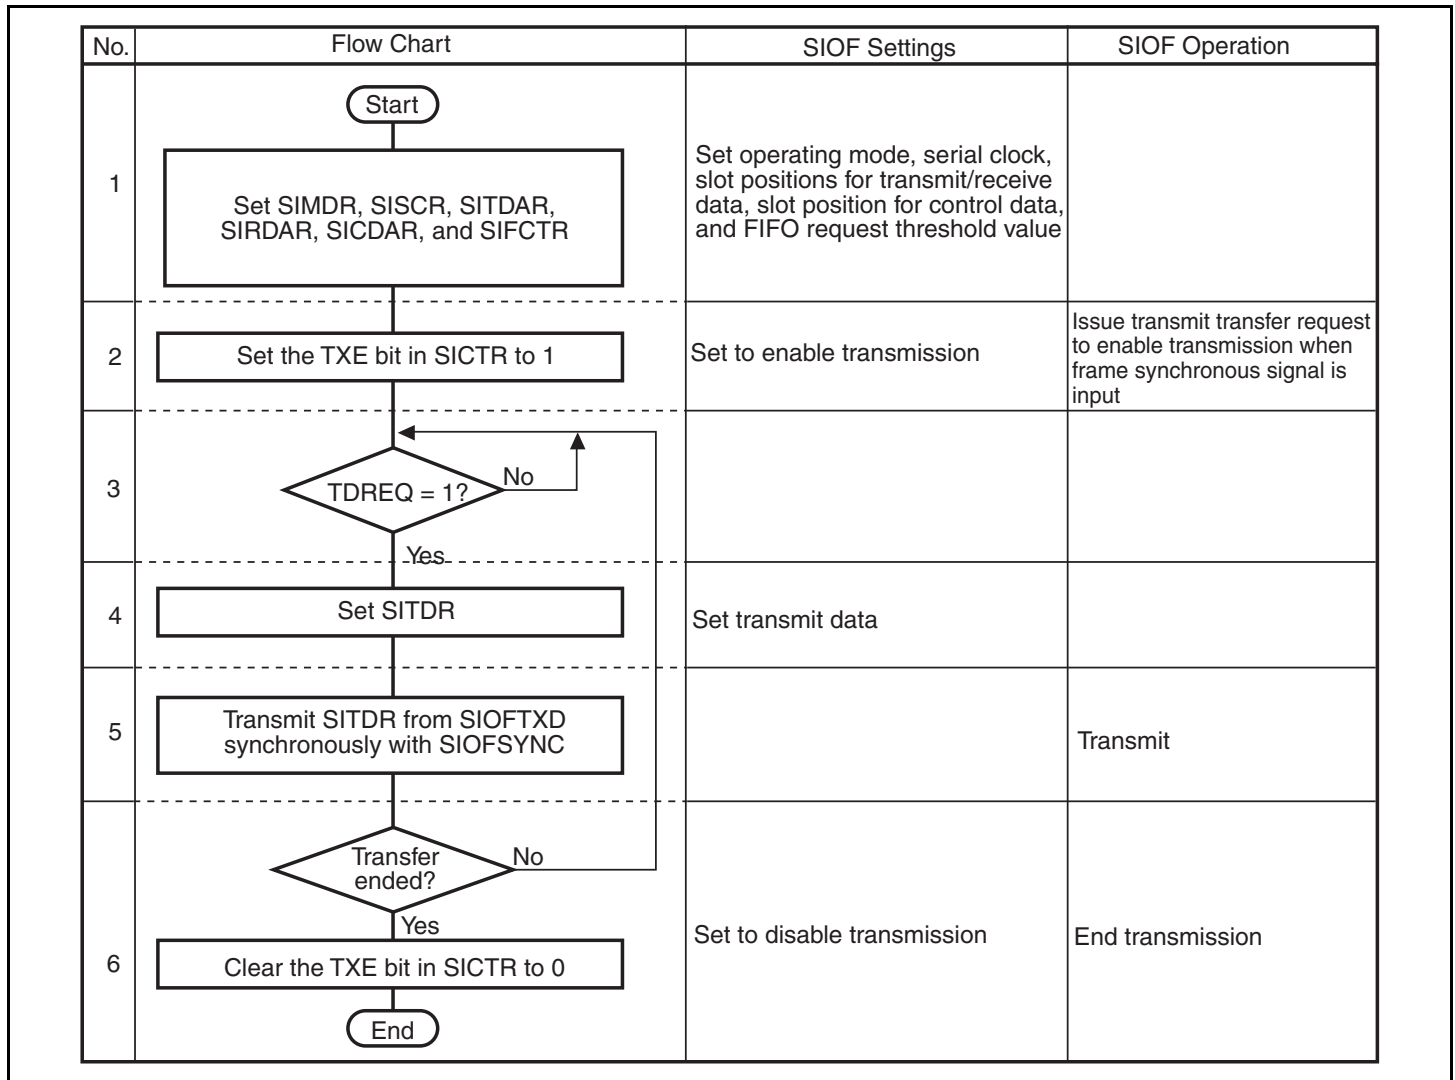 No.
Flow Chart
SIOF Settings
SIOF Operation
1
Start
Set SIMDR, SISCR, SITDAR,
SIRDAR, SICDAR, and SIFCTR
Set operating mode, serial clock,
slot positions for transmit/receive
data, slot position for control data,
and FIFO request threshold value
2
Set the TXE bit in SICTR to 1
Set to enable transmission
Issue transmit transfer request
to enable transmission when
frame synchronous signal is
input
3
TDREQ = 1?
No
Yes
4
Set SITDR
Set transmit data
5
Transmit SITDR from SIOFTXD
synchronously with SIOFSYNC
Transmit
6
Transfer
ended?
No
Yes
Clear the TXE bit in SICTR to 0
Set to disable transmission
End transmission
End